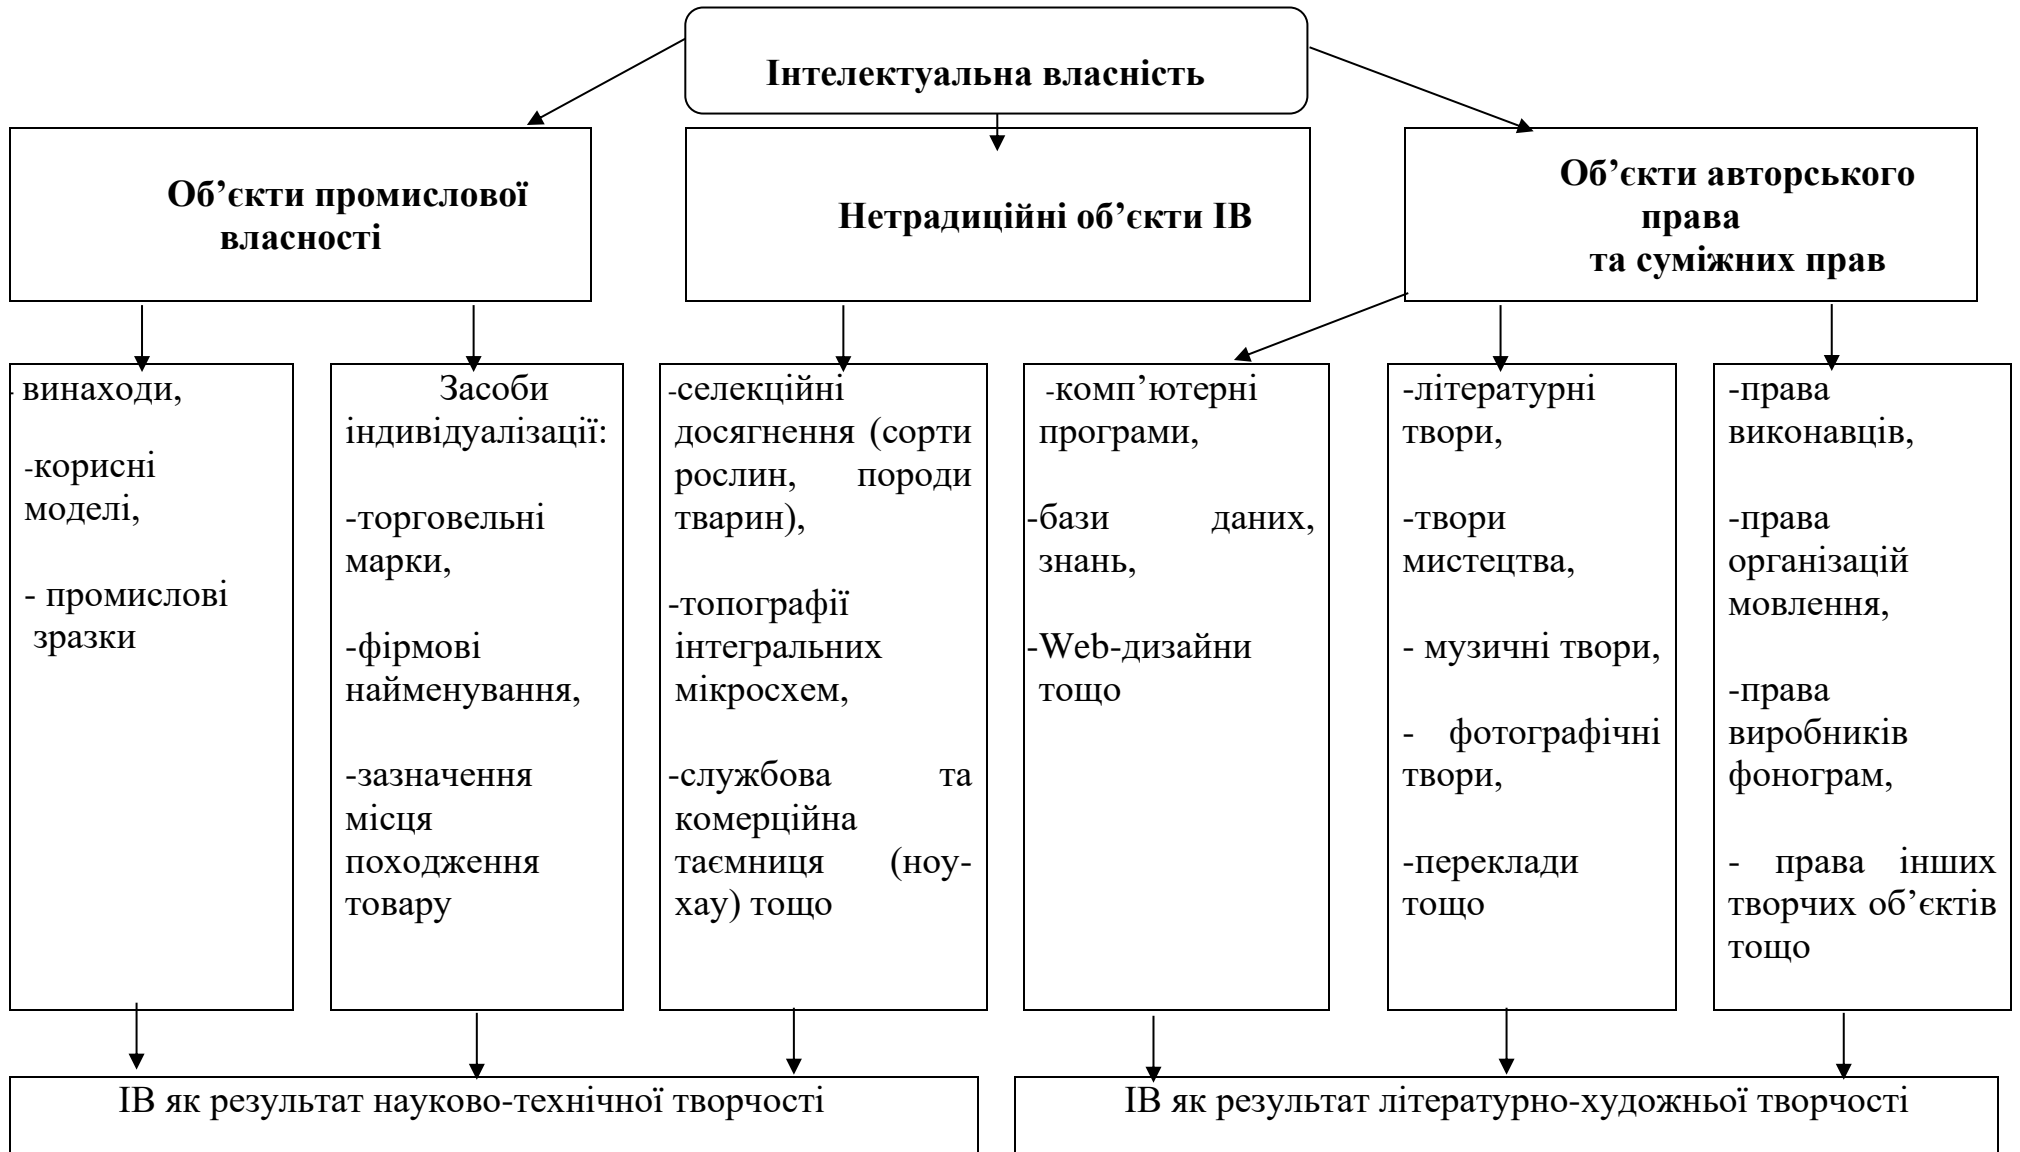 Інтелектуальна власність
Об’єкти промислової
власності
Нетрадиційні об’єкти ІВ
Об’єкти авторського
права
та суміжних прав
- винаходи,
-корисні
моделі,
- промислові
зразки
Засоби
індивідуалізації:
-торговельні
марки,
-фірмові
найменування,
-зазначення
місця
походження
товару
-селекційні
досягнення (сорти
рослин, породи
тварин),
-топографії
інтегральних
мікросхем,
-службова та
комерційна
таємниця (ноу-
хау) тощо
-комп’ютерні
програми,
-бази даних,
знань,
-Web-дизайни
тощо
-літературні
твори,
-твори
мистецтва,
- музичні твори,
- фотографічні
твори,
-переклади
тощо
-права
виконавців,
-права
організацій
мовлення,
-права
виробників
фонограм,
- права інших
творчих об’єктів
тощо
ІВ як результат науково-технічної творчості
ІВ як результат літературно-художньої творчості